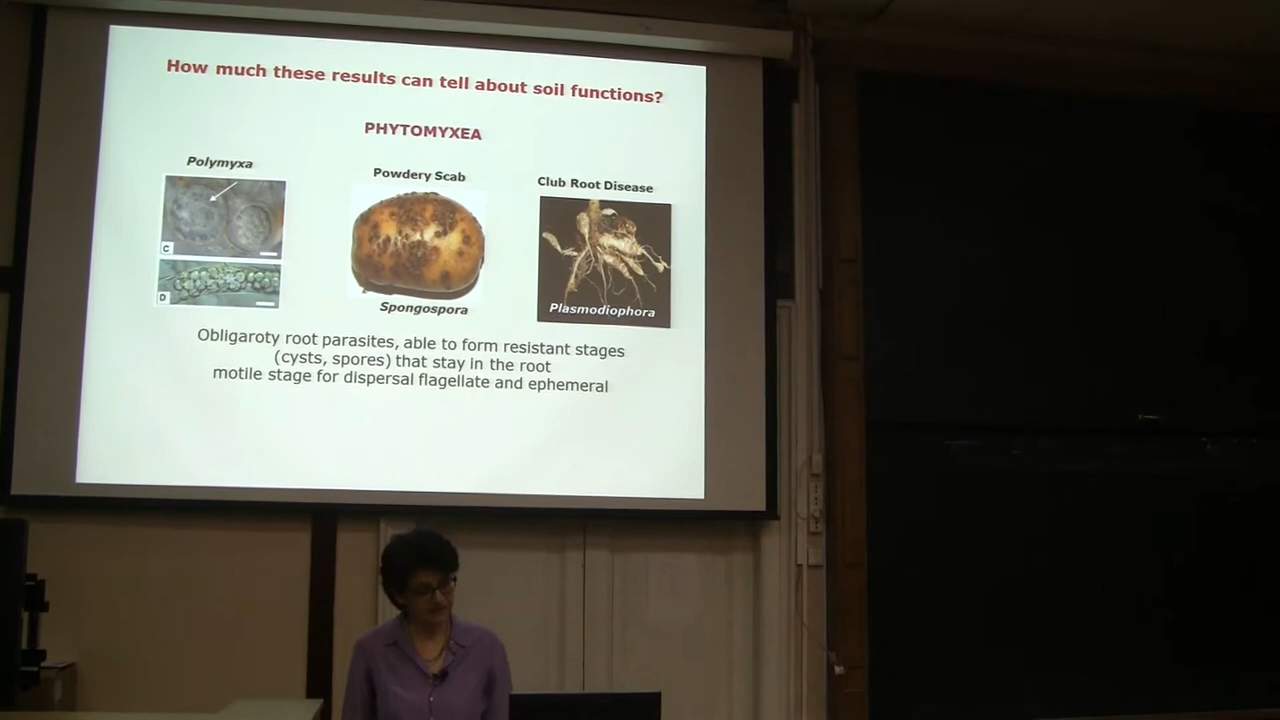 How much these results can tell about soil functions?
PHYTOMYXEA
Polymyxa
Powdery Scab
Club Root Disease
C
D
Spongospora
Plasmodiophora
Obligaroty root parasites, able to form resistant stages
(cysts, spores) that stay in the root
motile stage for dispersal flagellate and ephemeral